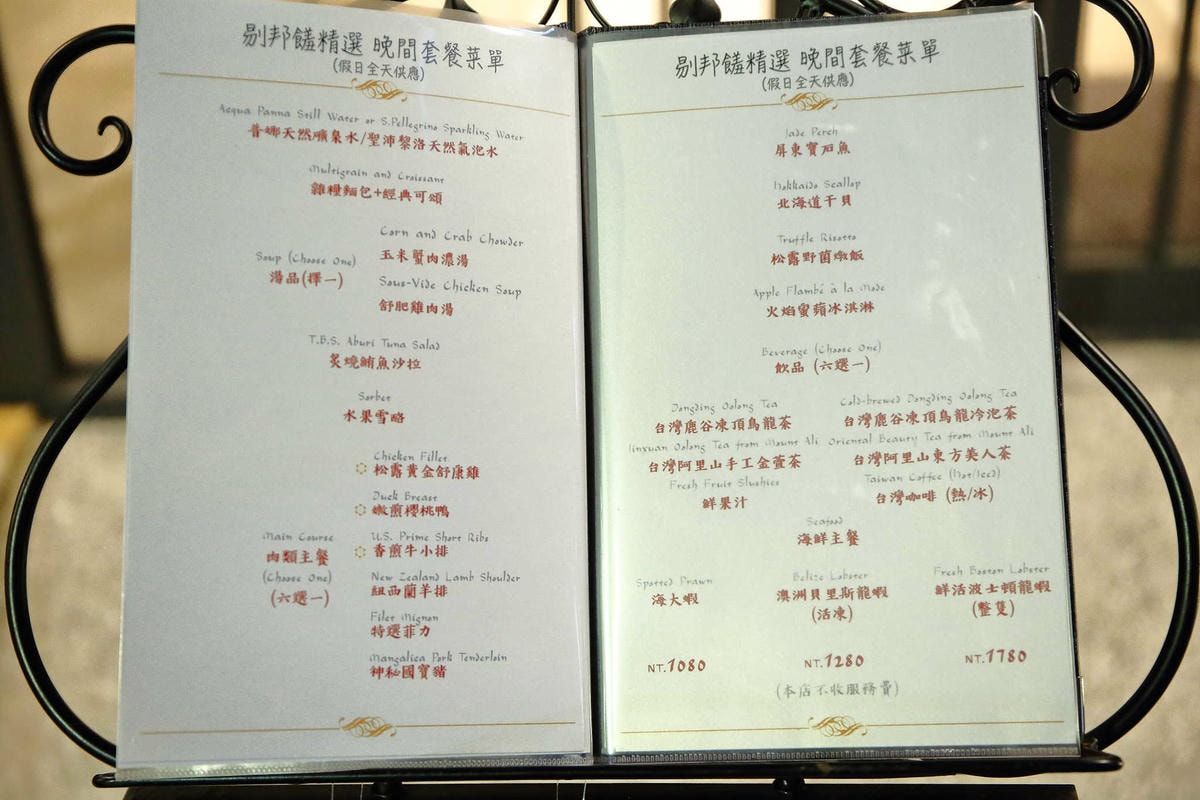 剔邦饈精選 晚間套餐菜單
(假日全天供應)
Acqua Panna Still Water or S.Pellegrino Sparkling Water
普娜天然礦泉水/聖沛黎洛天然氣泡水
Multigrain and Croissant
雜糧麵包+經典可頌
Soup (Choose One)
湯品(擇一)
Corn and Crab Chowder
玉米蟹肉濃湯
Sous-Vide Chicken Soup
舒肥雞肉湯
T.B.S. Aburi Tuna Salad
炙燒鮪魚沙拉
Sorbet
水果雪酪
Main Course
肉類主餐
(Choose One)
(六選一)
Chicken Fillet
松露黃金舒康雞
Duck Breast
嫩煎櫻桃鴨
U.S. Prime Short Ribs
香煎牛小排
New Zealand Lamb Shoulder
紐西蘭羊排
Filet Mignon
特選菲力
Mangalica Pork Tenderloin
神秘國寶豬
剔邦饈精選 晚間套餐菜單
(假日全天供應)
Jade Perch
屏東寶石魚
Hokkaido Scallop
北海道干貝
Truffle Risotto
松露野菌燉飯
Apple Flambé à la Mode
火焰蜜蘋冰淇淋
Beverage (Choose One)
飲品 (六選一)
Dongding Oolong Tea
台灣鹿谷凍頂烏龍茶
Cold-brewed Dongding Oolong Tea
台灣鹿谷凍頂烏龍冷泡茶
Jinxuan Oolong Tea from Mount Ali
台灣阿里山手工金萱茶
Oriental Beauty Tea from Mount Ali
台灣阿里山東方美人茶
Fresh Fruit Slushies
鮮果汁
Taiwan Coffee (Hot/Iced)
台灣咖啡 (熱/冰)
Seafood
海鮮主餐
Spotted Prawn
海大蝦
Belize Lobster
澳洲貝里斯龍蝦
(活凍)
Fresh Boston Lobster
鮮活波士頓龍蝦
(整隻)
NT.1080
NT.1280
NT.1780
(本店不收服務費)